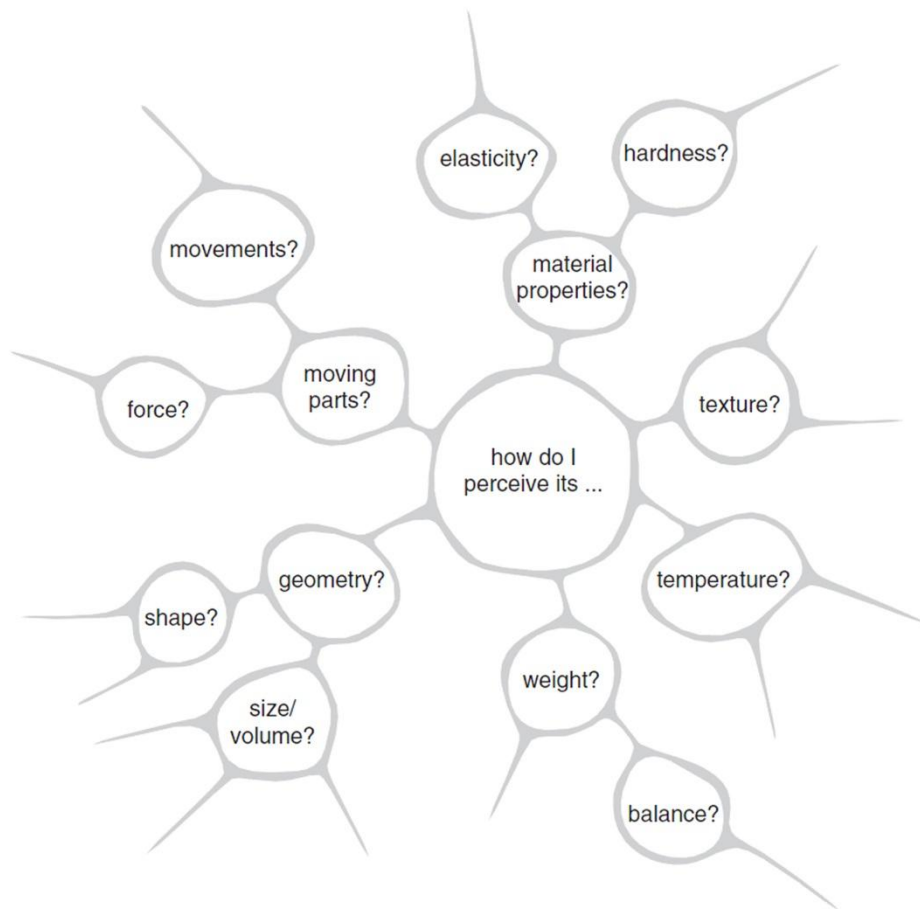 elasticity?
hardness?
movements?
material
properties?
moving
parts?
force?
texture?
how do I
perceive its ...
geometry?
temperature?
shape?
weight?
size/
volume?
balance?